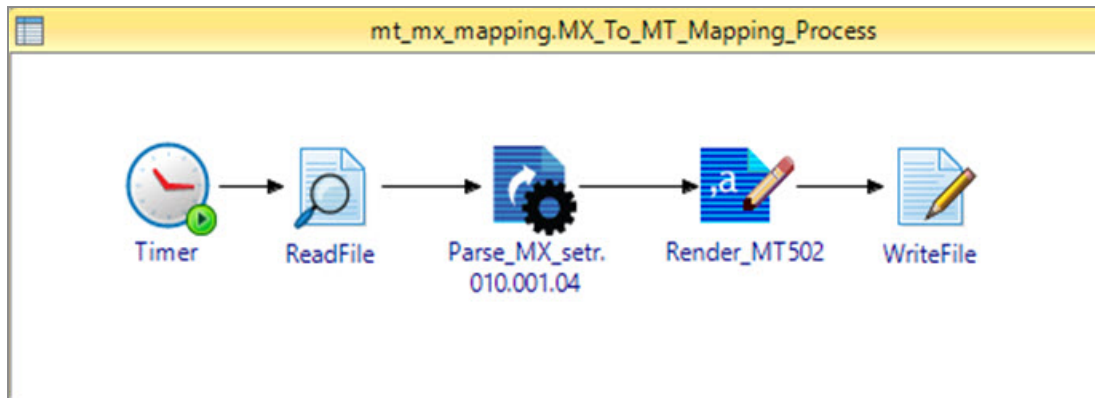 mt_mx_mapping.MX_To_MT_Mapping_Process
,a
Timer
ReadFile
Parse_MX_setr.
010.001.04
Render_MT502
WriteFile